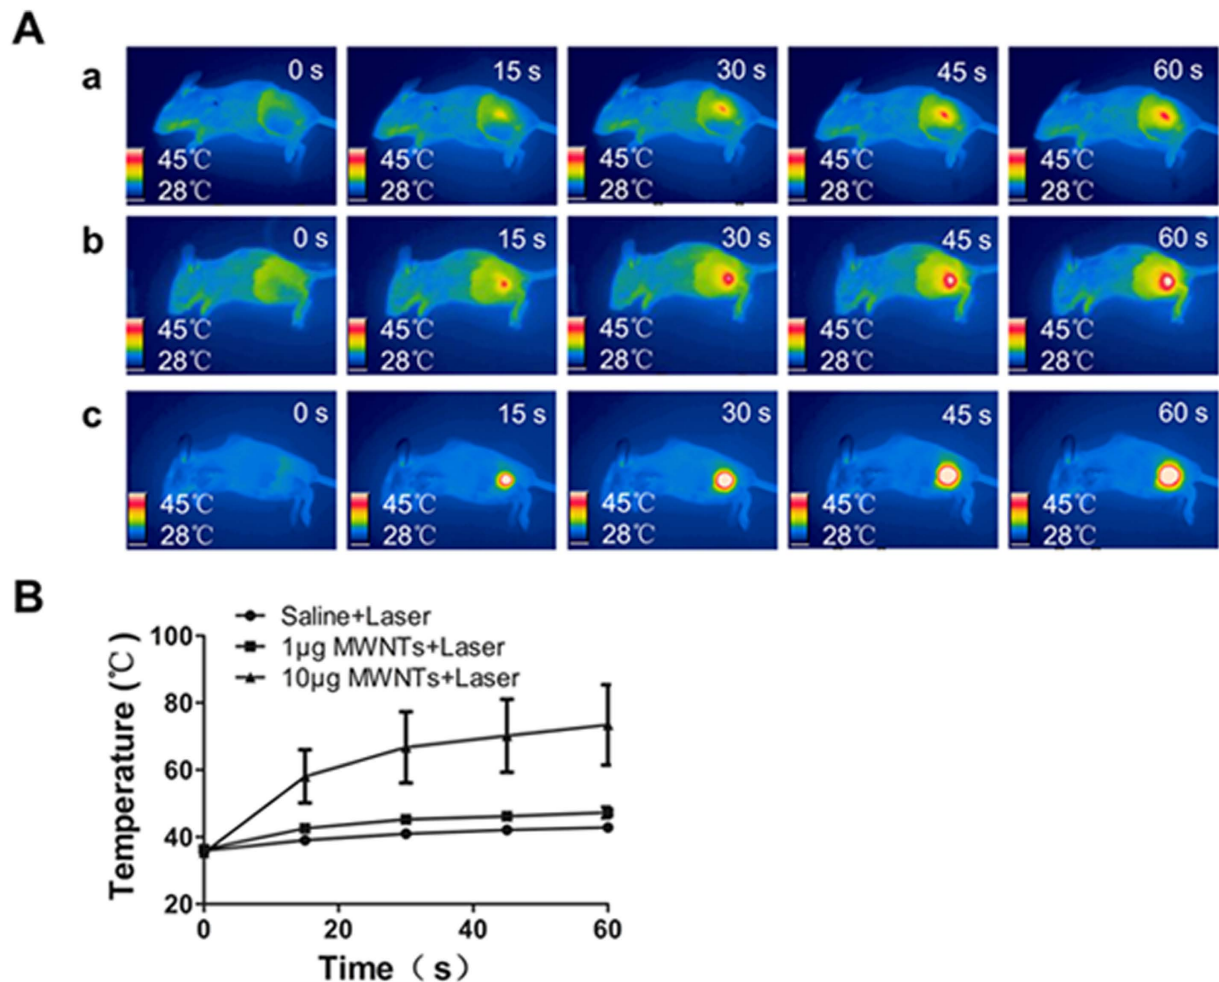 A
a
0 s
15 s
30 s
45 s
60 s
45℃
28℃
45℃
28℃
45℃
28℃
45℃
28℃
45℃
28℃
b
0 s
15 s
30 s
45 s
60 s
45℃
28℃
45℃
28℃
45℃
28℃
45℃
28℃
45℃
28℃
c
0 s
15 s
30 s
45 s
60 s
45℃
28℃
45℃
28℃
45℃
28℃
45℃
28℃
45℃
28℃
B
Saline+Laser
1μg MWNTs+Laser
10μg MWNTs+Laser
Temperature (℃ )
100
80
60
40
20
0
20
40
60
Time（ s）